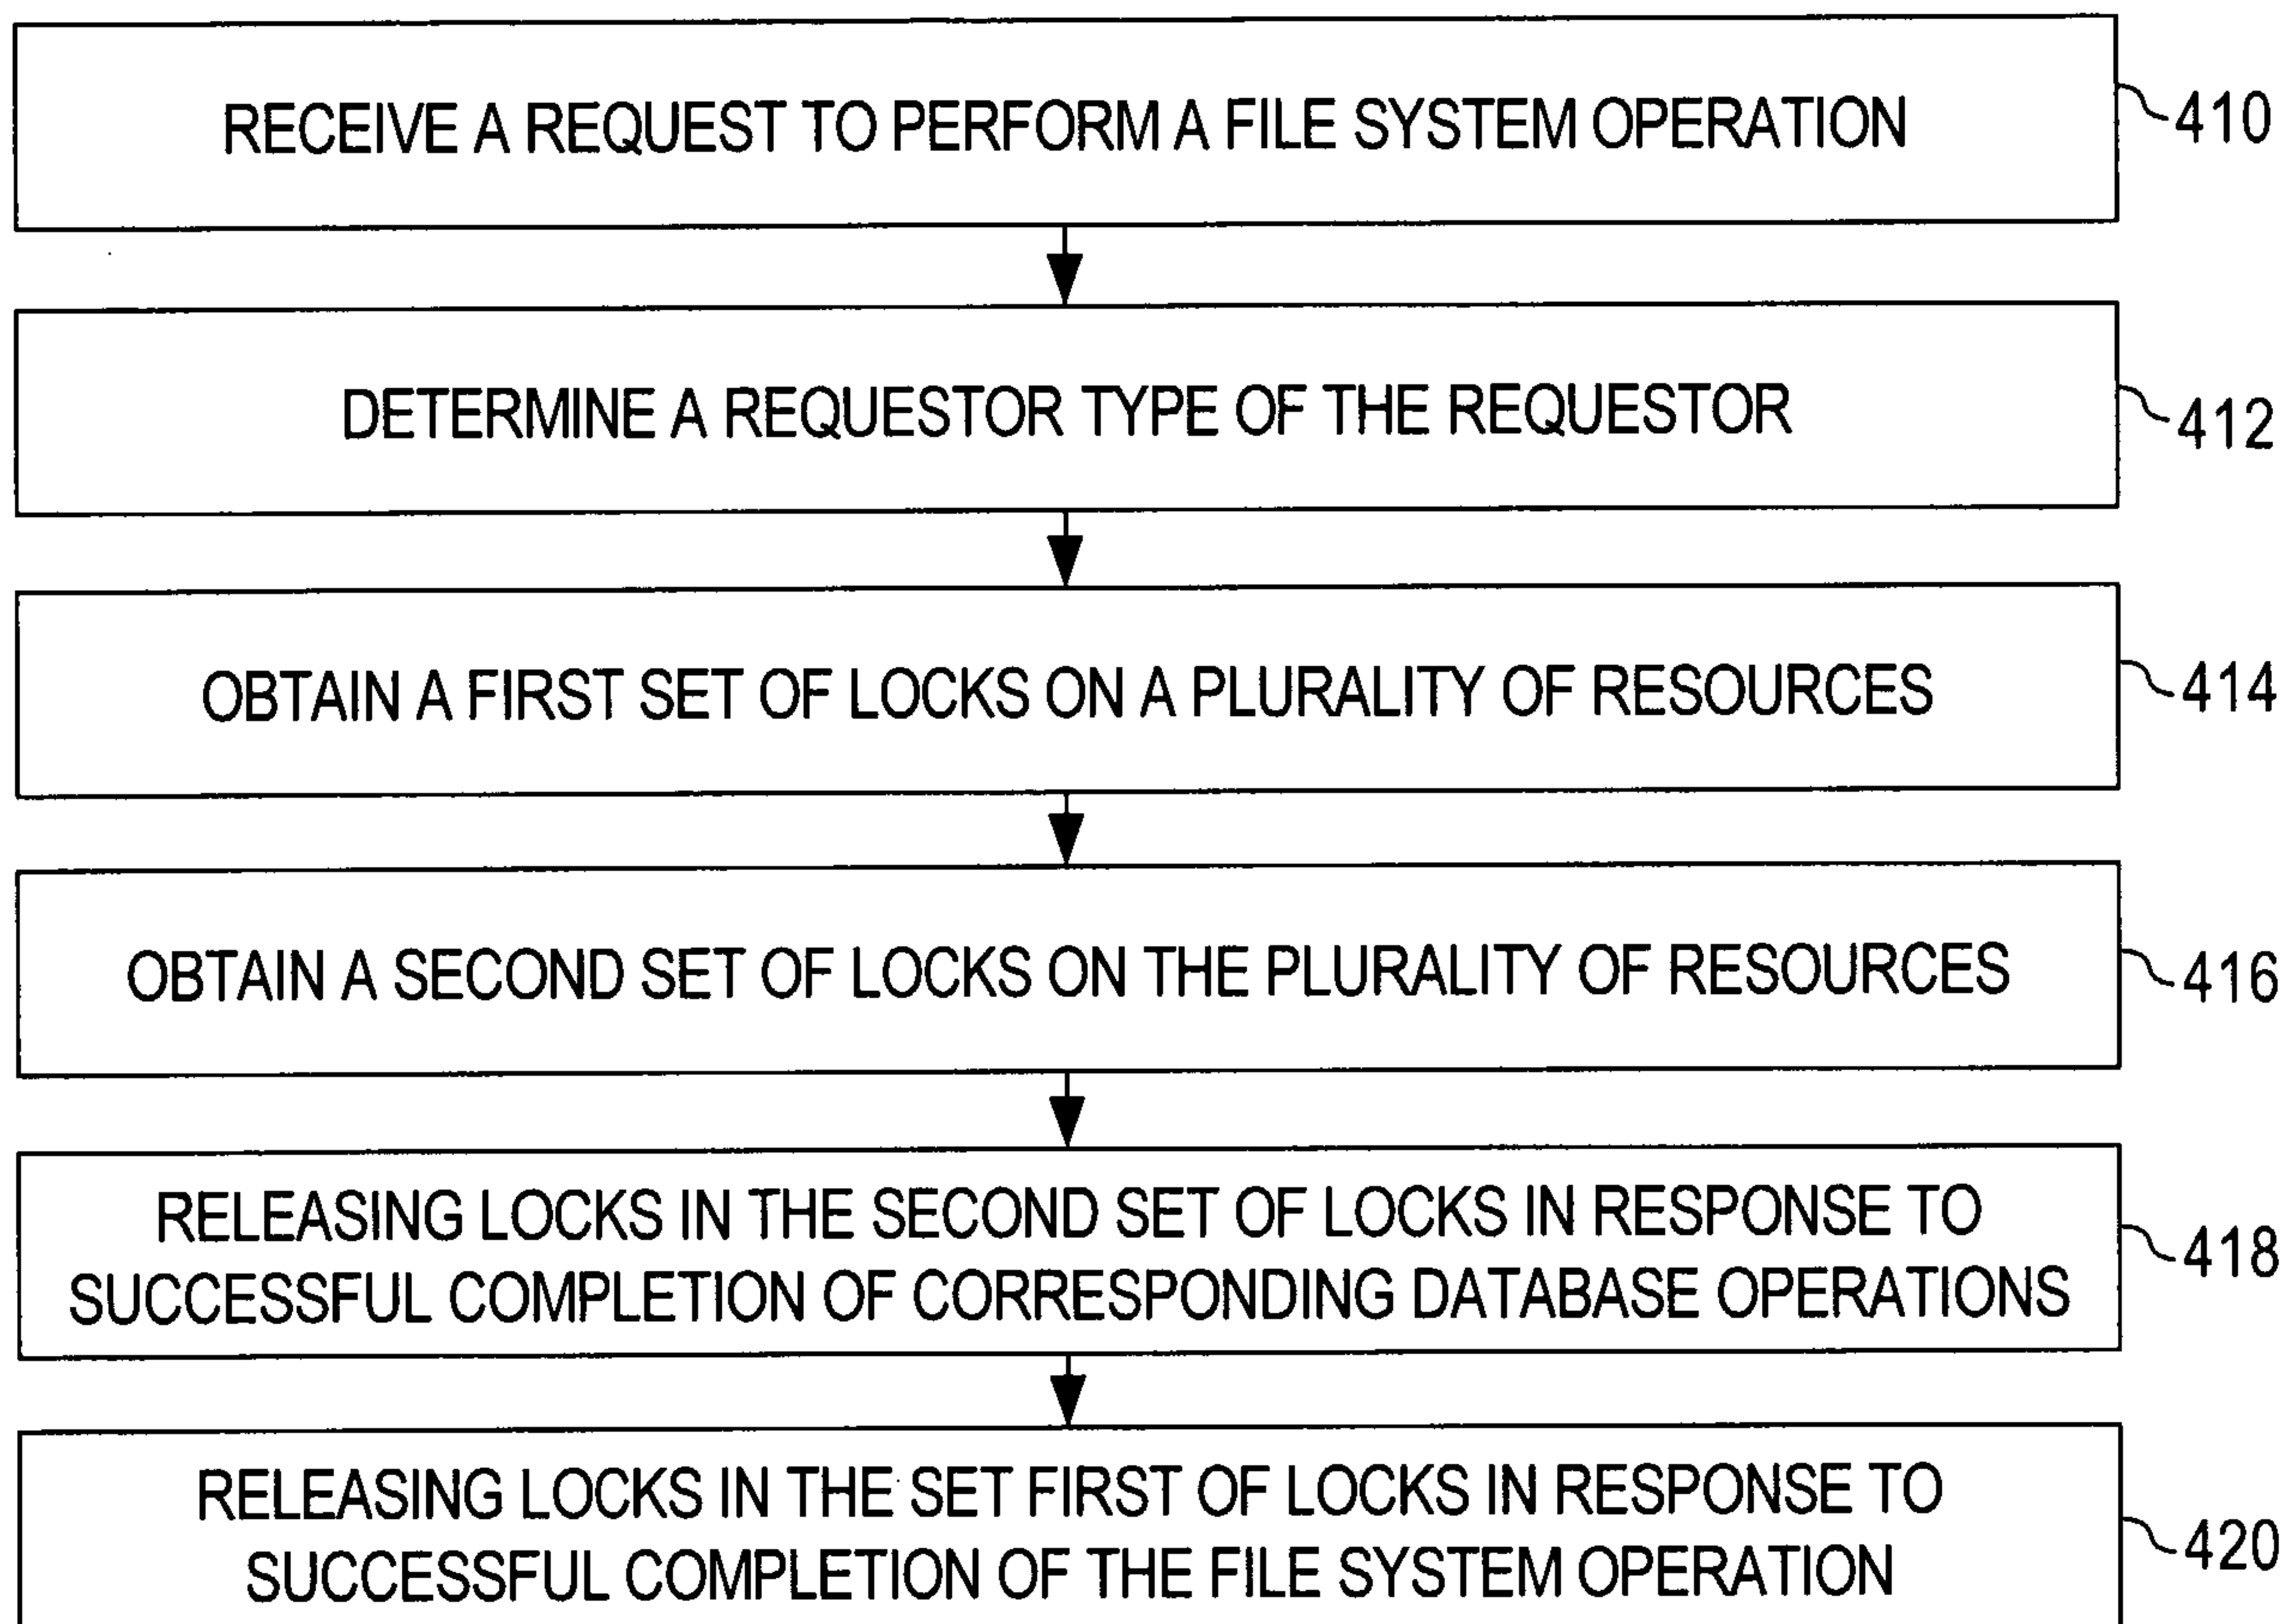 RECEIVE A REQUEST TO PERFORM A FILE SYSTEM OPERATION
410
DETERMINE A REQUESTOR TYPE OF THE REQUESTOR
412
OBTAIN A FIRST SET OF LOCKS ON A PLURALITY OF RESOURCES
414
OBTAIN A SECOND SET OF LOCKS ON THE PLURALITY OF RESOURCES
416
RELEASING LOCKS IN THE SECOND SET OF LOCKS IN RESPONSE TO
SUCCESSFUL COMPLETION OF CORRESPONDING DATABASE OPERATIONS
418
RELEASING LOCKS IN THE SET FIRST OF LOCKS IN RESPONSE TO
SUCCESSFUL COMPLETION OF THE FILE SYSTEM OPERATION
420